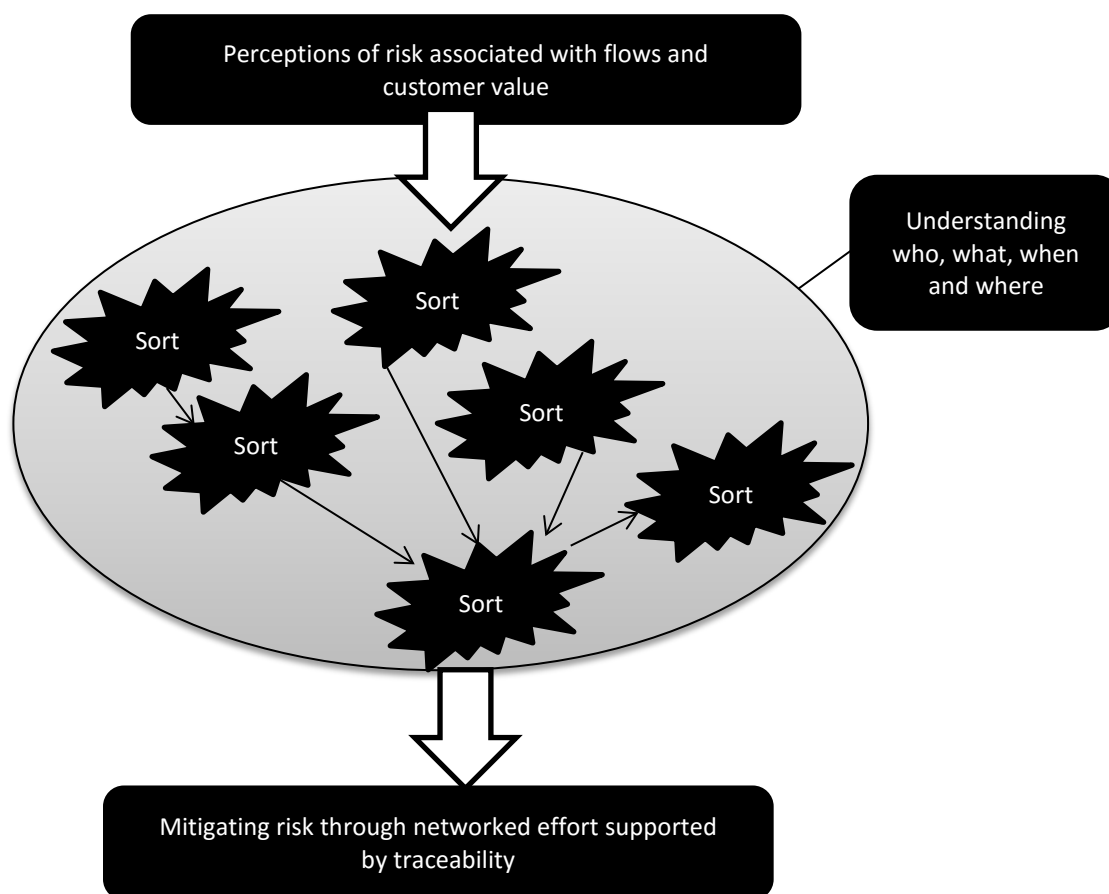 Perceptions of risk associated with flows and
customer value
Understanding
who, what, when
and where
Sort
Sort
Sort
Sort
Sort
Sort
Mitigating risk through networked effort supported
by traceability